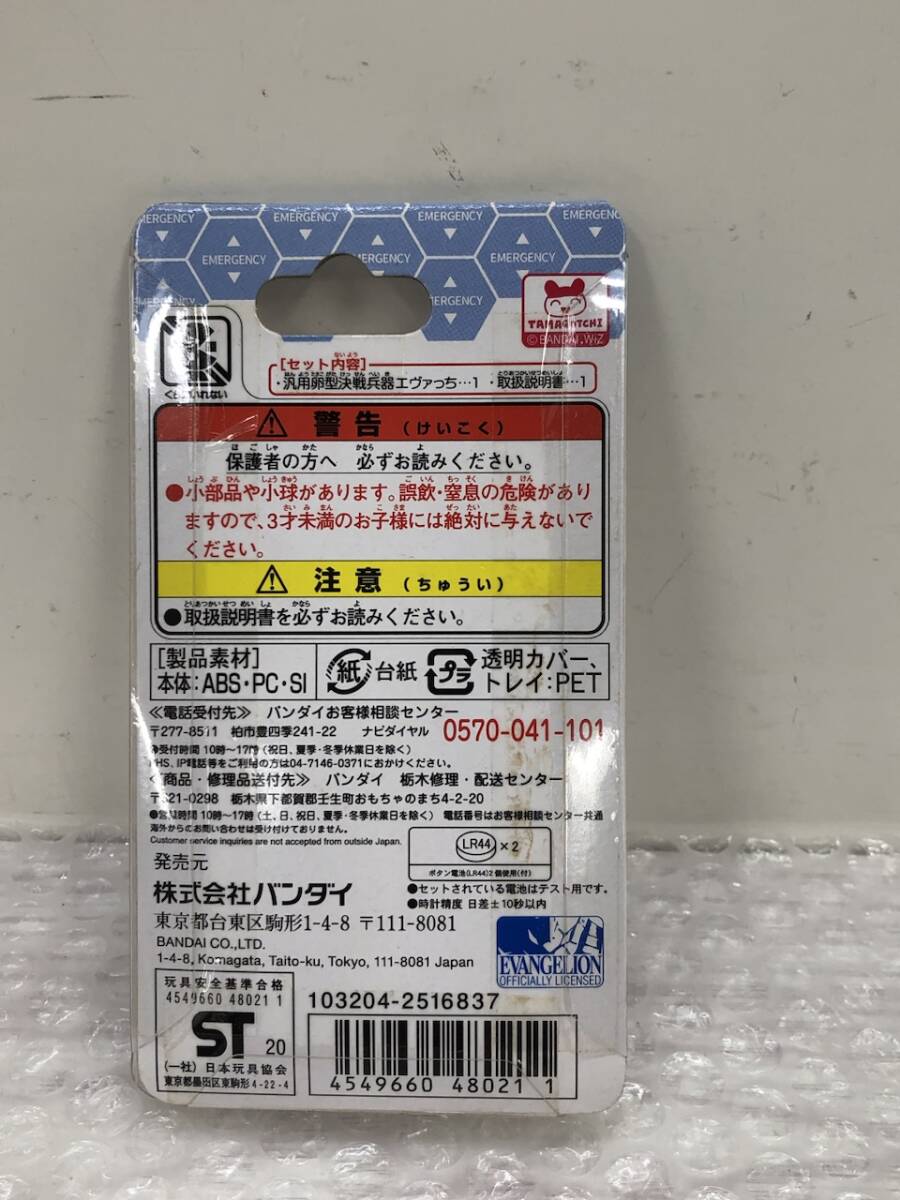 EMERGENCY EMERGENCY EMERGENCY EMERGENCY
EMERGENCY EMERGENCY EMERGENCY
EMERGENCY EMERGENCY
TAMAGOTCHI
©BANDAI,WiZ
くちにいれない
[セット内容]
・汎用卵型決戦兵器エヴァっち…1 ・取扱説明書…1
警告 (けいこく)
保護者の方へ 必ずお読みください。
●小部品や小球があります。誤飲・窒息の危険があり
ますので、3才未満のお子様には絶対に与えないで
ください。
注意 (ちゅうい)
●取扱説明書を必ずお読みください。
[製品素材]
本体:ABS・PC・SI
紙 台紙
プラ 透明カバー、
トレイ:PET
≪電話受付先≫ バンダイお客様相談センター
〒277-8511 柏市豊四季241-22 ナビダイヤル 0570-041-101
●受付時間 10時~17時(祝日、夏季・冬季休業日を除く)
PHS、IP電話等をご利用の方は04-7146-0371におかけください。
≪商品・修理品送付先≫ バンダイ 栃木修理・配送センター
〒321-0298 栃木県下都賀郡壬生町おもちゃのまち4-2-20
●営業時間 10時~17時(土、日、祝日、夏季・冬季休業日を除く) 電話番号はお客様相談センター共通
海外からのお問い合わせは受け付けておりません。
Customer service inquiries are not accepted from outside Japan.
LR44 ×2
ボタン電池(LR44)2個使用(付)
●セットされている電池はテスト用です。
●時計精度 日差±10秒以内
発売元
株式会社バンダイ
東京都台東区駒形1-4-8 〒111-8081
BANDAI CO.,LTD.
1-4-8, Komagata, Taito-ku, Tokyo, 111-8081 Japan
EVANGELION
OFFICIALLY LICENSED
玩具安全基準合格
4549660 48021 1
ST 20
(一社) 日本玩具協会
東京都墨田区東駒形4-22-4
103204-2516837
4549660 48021 1